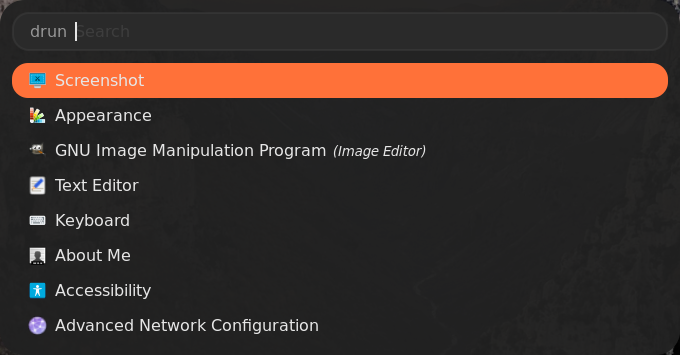 drun Search
Screenshot
Appearance
GNU Image Manipulation Program (Image Editor)
Text Editor
Keyboard
About Me
Accessibility
Advanced Network Configuration